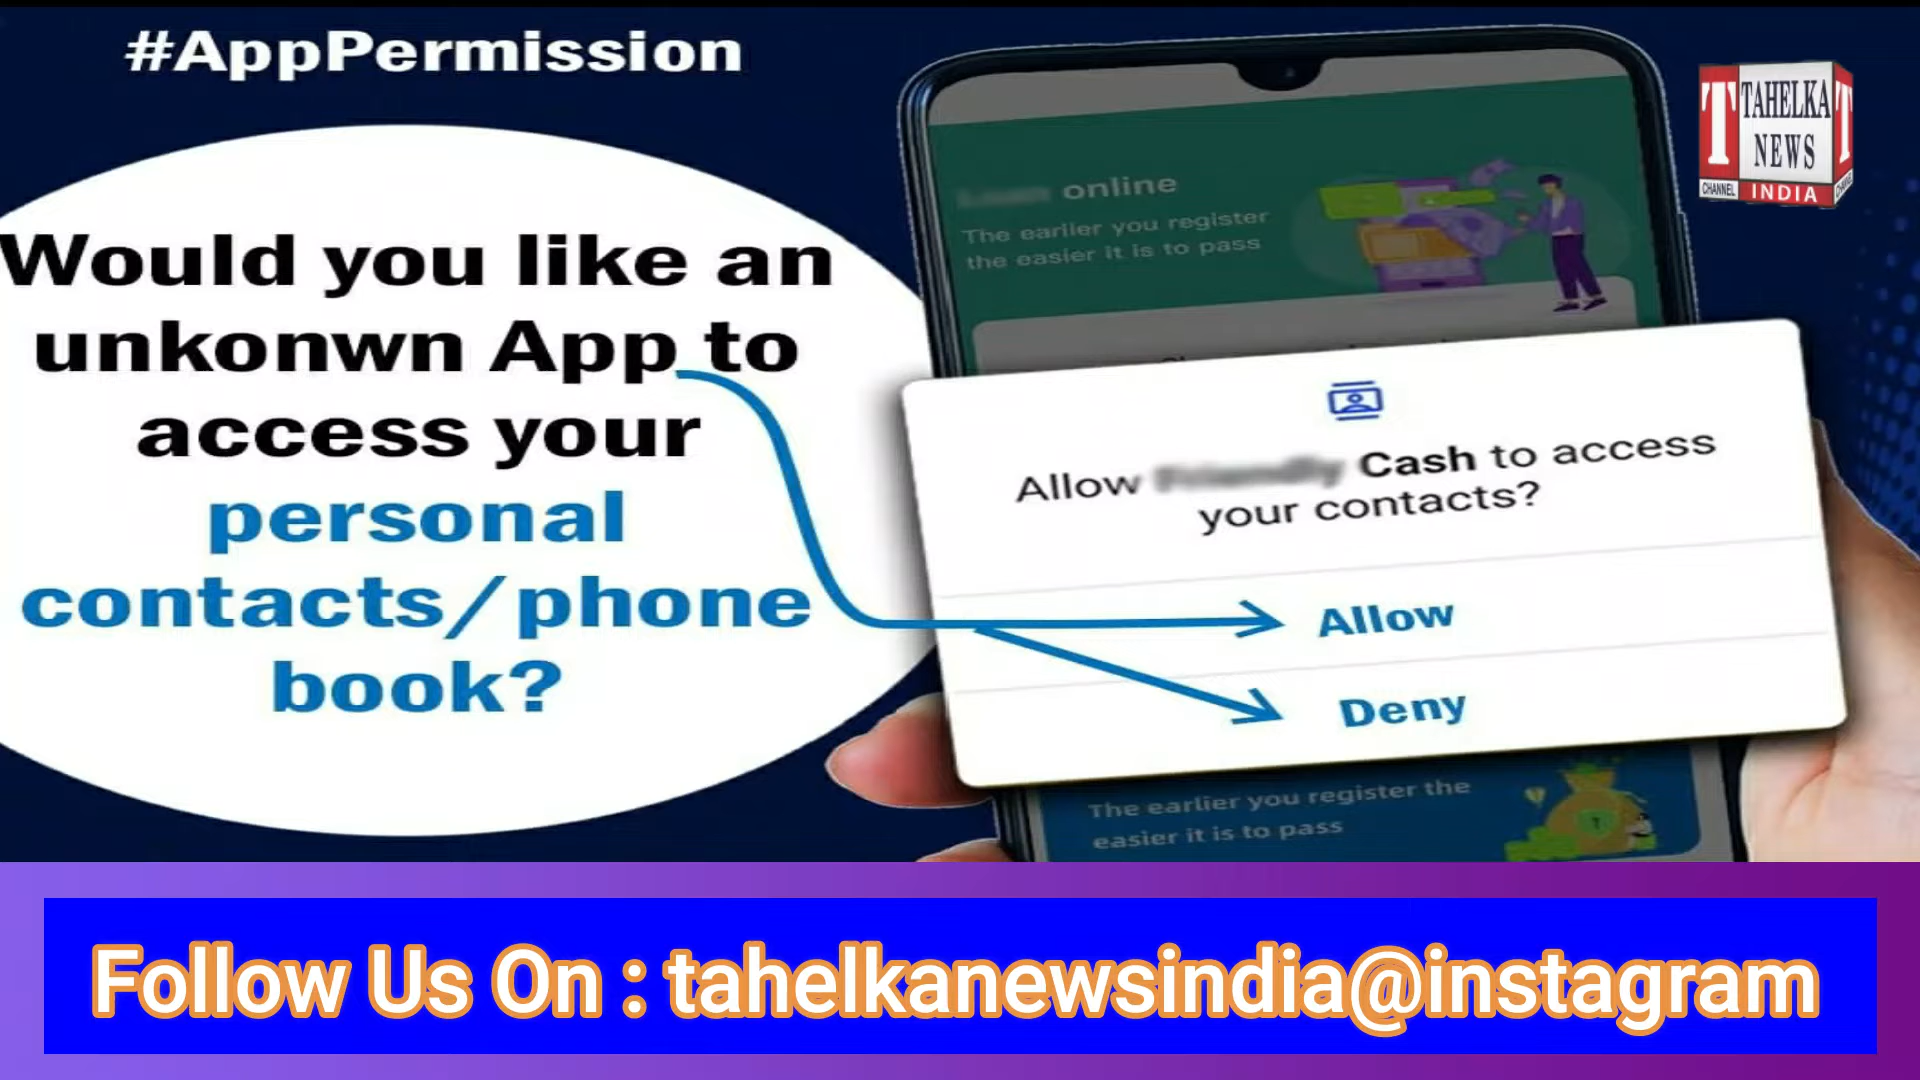 #AppPermission
Would you like an
unkonwn App to
access your
personal
contacts/phone
book?
online
The earlier you register
the easier it is to pass
Allow Cash to access
your contacts?
Allow
Deny
The earlier you register the
easier it is to pass
T TAHELKA T
NEWS
CHANNEL INDIA
Follow Us On : tahelkanewsindia@instagram